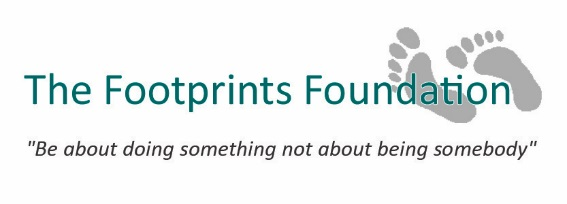 The Footprints Foundation
"Be about doing something not about being somebody"